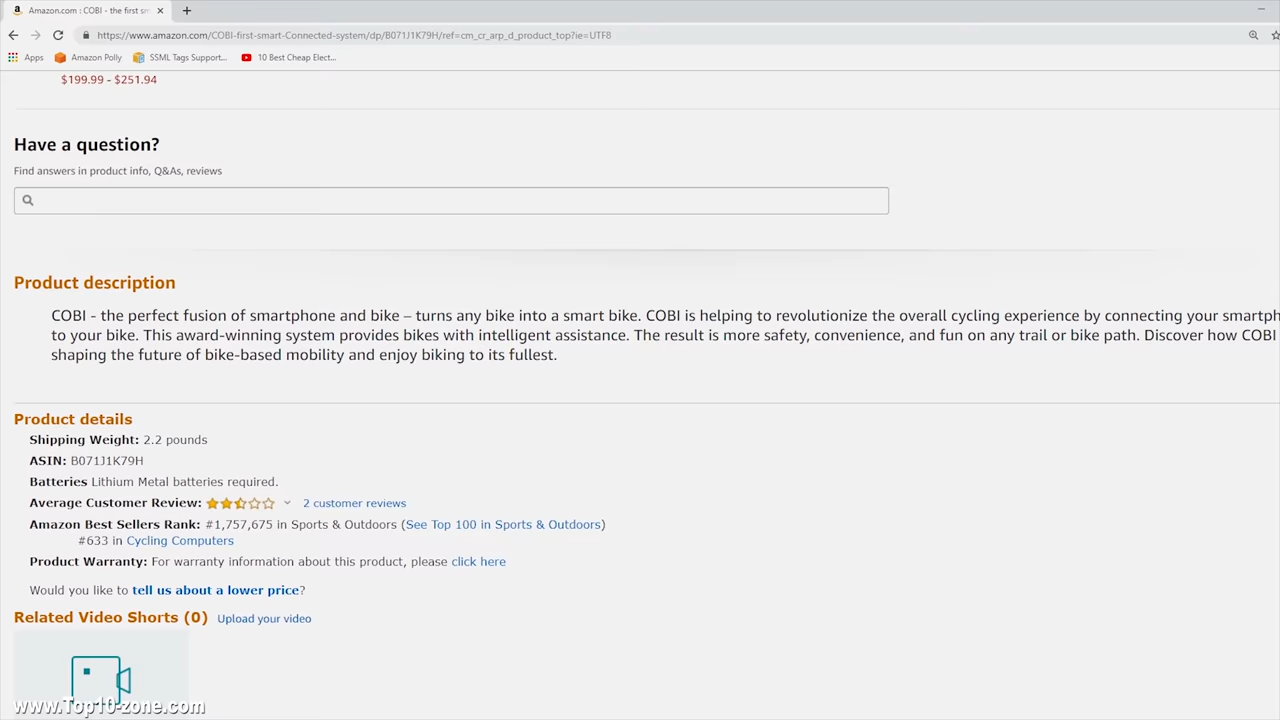 Amazon.com : COBI - the first sm
https://www.amazon.com/COBI-first-smart-Connected-system/dp/B071J1K79H/ref=cm_cr_arp_d_product_top?ie=UTF8
Apps Amazon Polly SSML Tags Support... 10 Best Cheap Elect...
$199.99 - $251.94
Have a question?
Find answers in product info, Q&As, reviews
Product description
COBI - the perfect fusion of smartphone and bike – turns any bike into a smart bike. COBI is helping to revolutionize the overall cycling experience by connecting your smartph
to your bike. This award-winning system provides bikes with intelligent assistance. The result is more safety, convenience, and fun on any trail or bike path. Discover how COBI
shaping the future of bike-based mobility and enjoy biking to its fullest.
Product details
Shipping Weight: 2.2 pounds
ASIN: B071J1K79H
Batteries Lithium Metal batteries required.
Average Customer Review: 2 customer reviews
Amazon Best Sellers Rank: #1,757,675 in Sports & Outdoors (See Top 100 in Sports & Outdoors)
#633 in Cycling Computers
Product Warranty: For warranty information about this product, please click here
Would you like to tell us about a lower price?
Related Video Shorts (0) Upload your video
www.Top10-zone.com